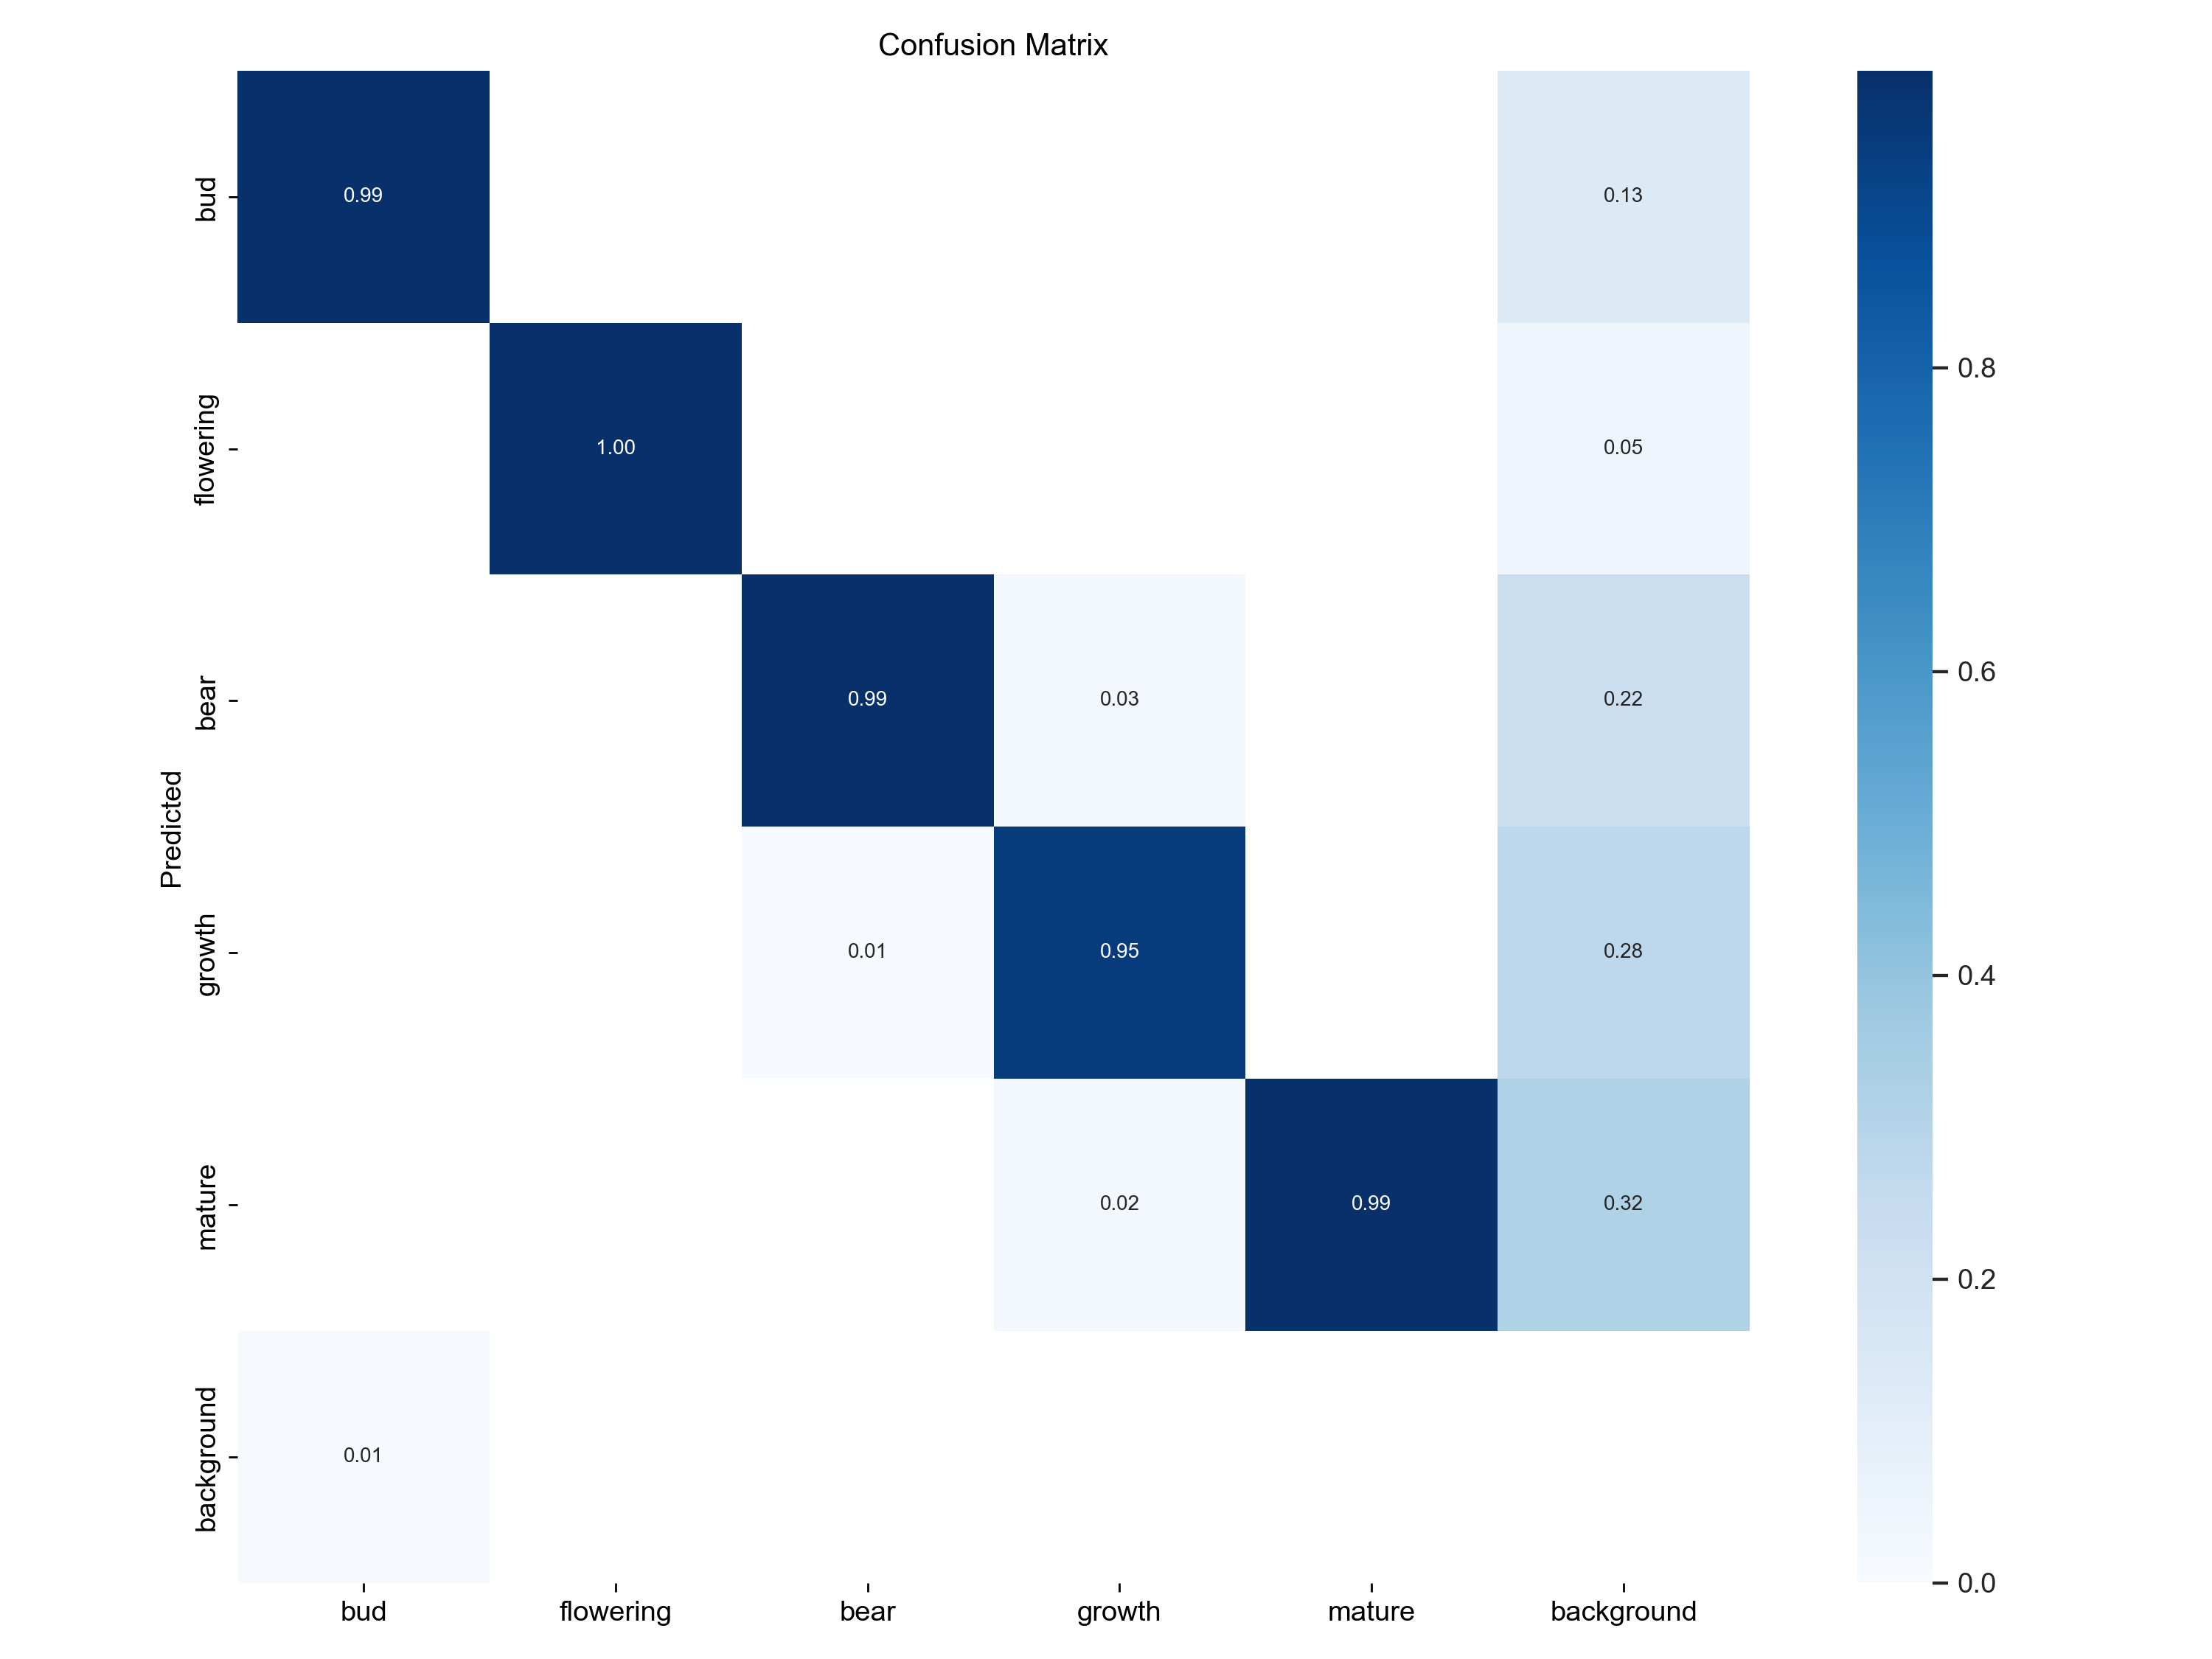 Confusion Matrix
Predicted
bud
0.99
0.13
flowering
1.00
0.05
bear
0.99
0.03
0.22
growth
0.01
0.95
0.28
mature
0.02
0.99
0.32
background
0.01
bud
flowering
bear
growth
mature
background
0.8
0.6
0.4
0.2
0.0